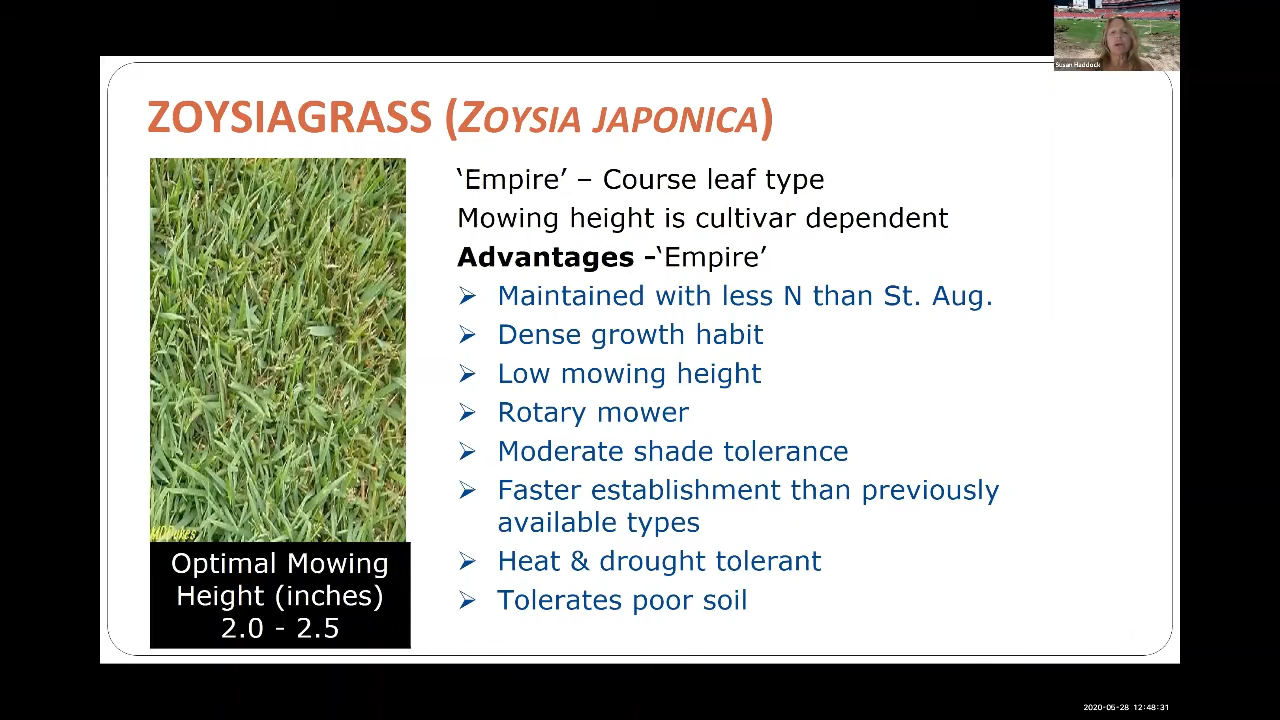 Susan Haddock
ZOYSIAGRASS (ZOYSIA JAPONICA)
‘Empire’ – Course leaf type
Mowing height is cultivar dependent
Advantages -‘Empire’
➢ Maintained with less N than St. Aug.
➢ Dense growth habit
➢ Low mowing height
➢ Rotary mower
➢ Moderate shade tolerance
➢ Faster establishment than previously
available types
➢ Heat & drought tolerant
➢ Tolerates poor soil
MDDukes
Optimal Mowing
Height (inches)
2.0 - 2.5
2020-05-28 12:48:31